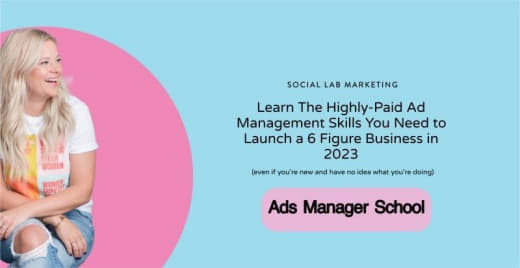 SOCIAL LAB MARKETING
Learn The Highly-Paid Ad
Management Skills You Need to
Launch a 6 Figure Business in
2023
(even if you're new and have no idea what you're doing)
Ads Manager School